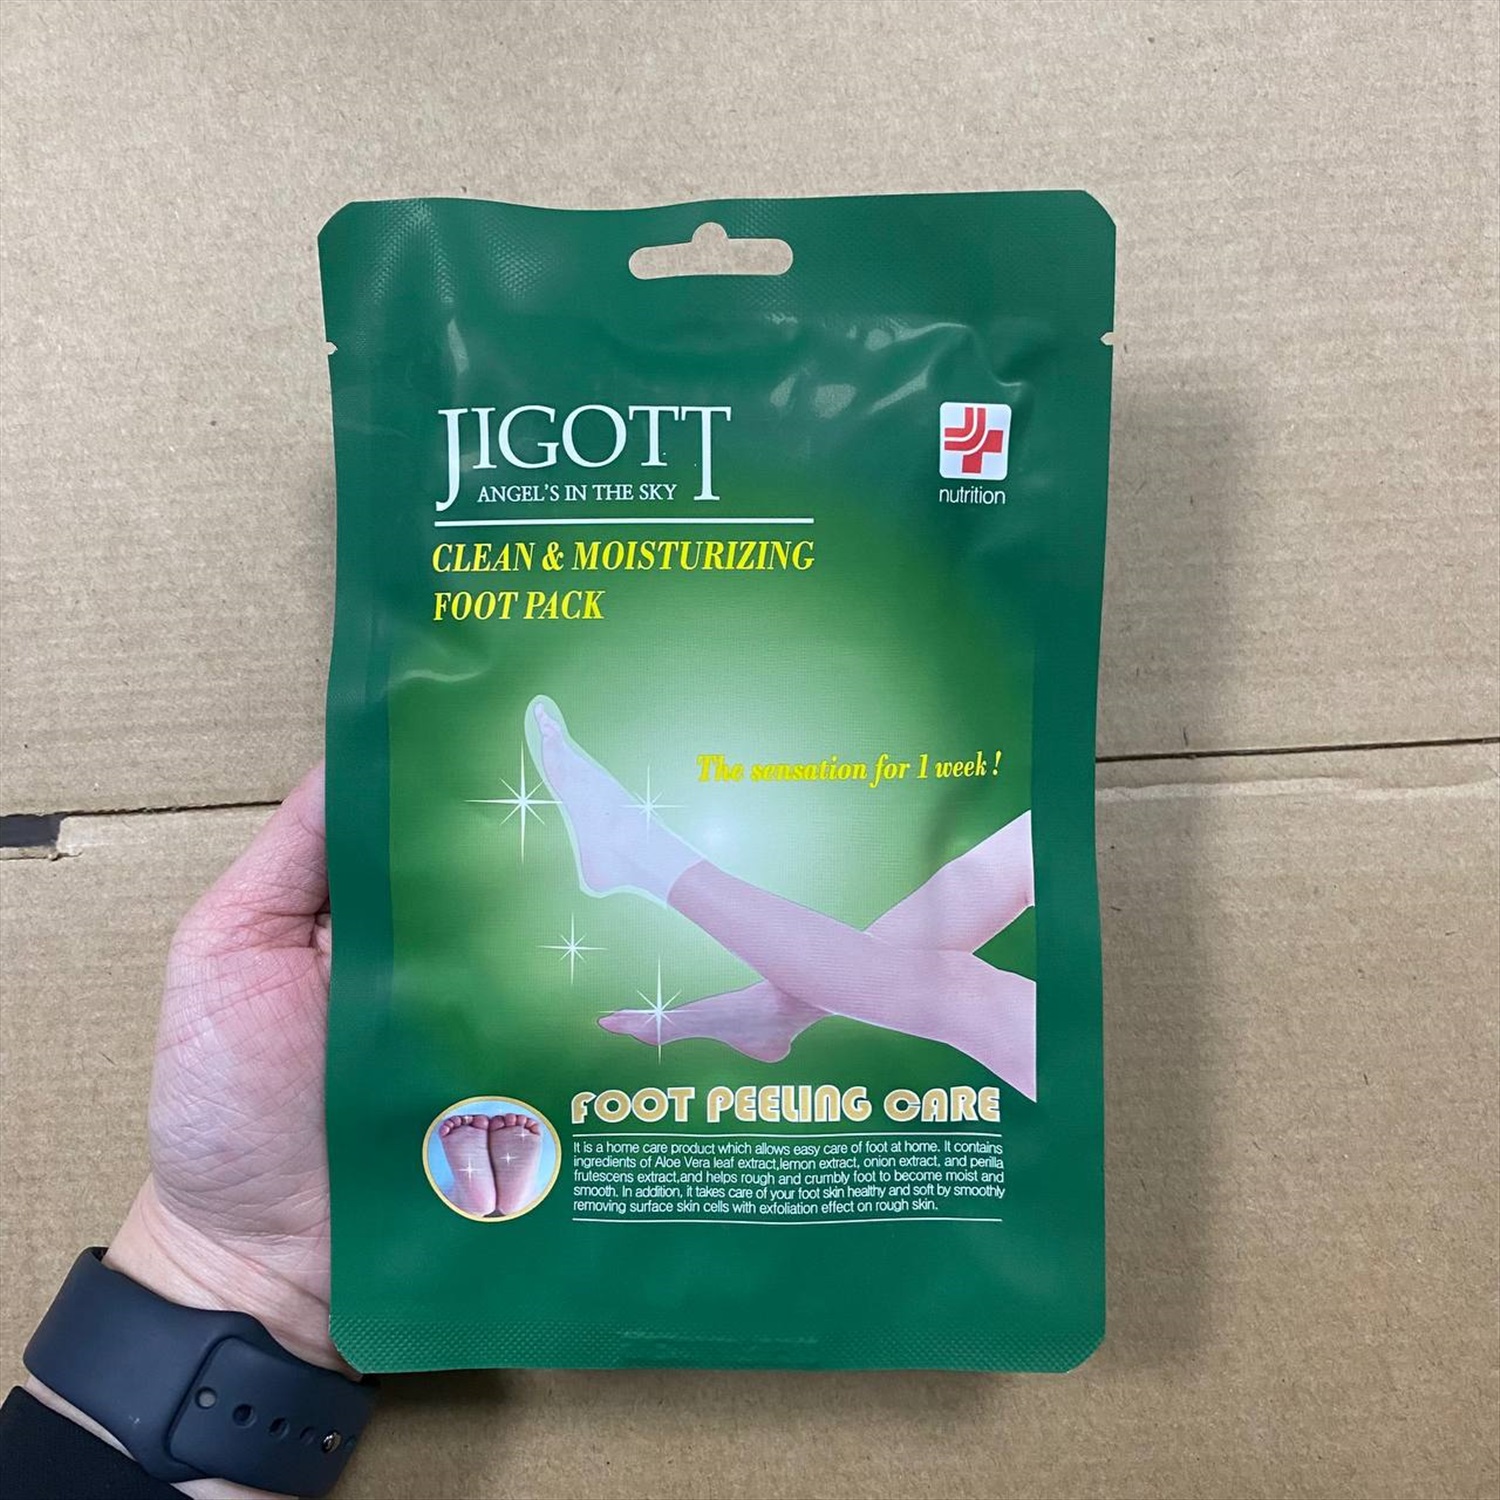 JIGOTT
ANGEL'S IN THE SKY
nutrition
CLEAN & MOISTURIZING
FOOT PACK
The sensation for 1 week !
FOOT PEELING CARE
It is a home care product which allows easy care of foot at home. It contains
ingredients of Aloe Vera leaf extract,lemon extract, onion extract, and perilla
frutescens extract,and helps rough and crumbly foot to become moist and
smooth. In addition, it takes care of your foot skin healthy and soft by smoothly
removing surface skin cells with exfoliation effect on rough skin.